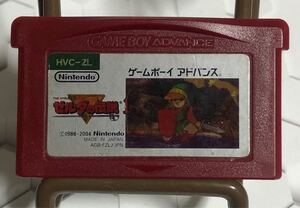 GAME BOY ADVANCE
HVC-ZL
Nintendo
ゲームボーイ アドバンス
ゼルダの伝説
©1986-2004 Nintendo
MADE IN JAPAN
AGB-FZLJ-JPN